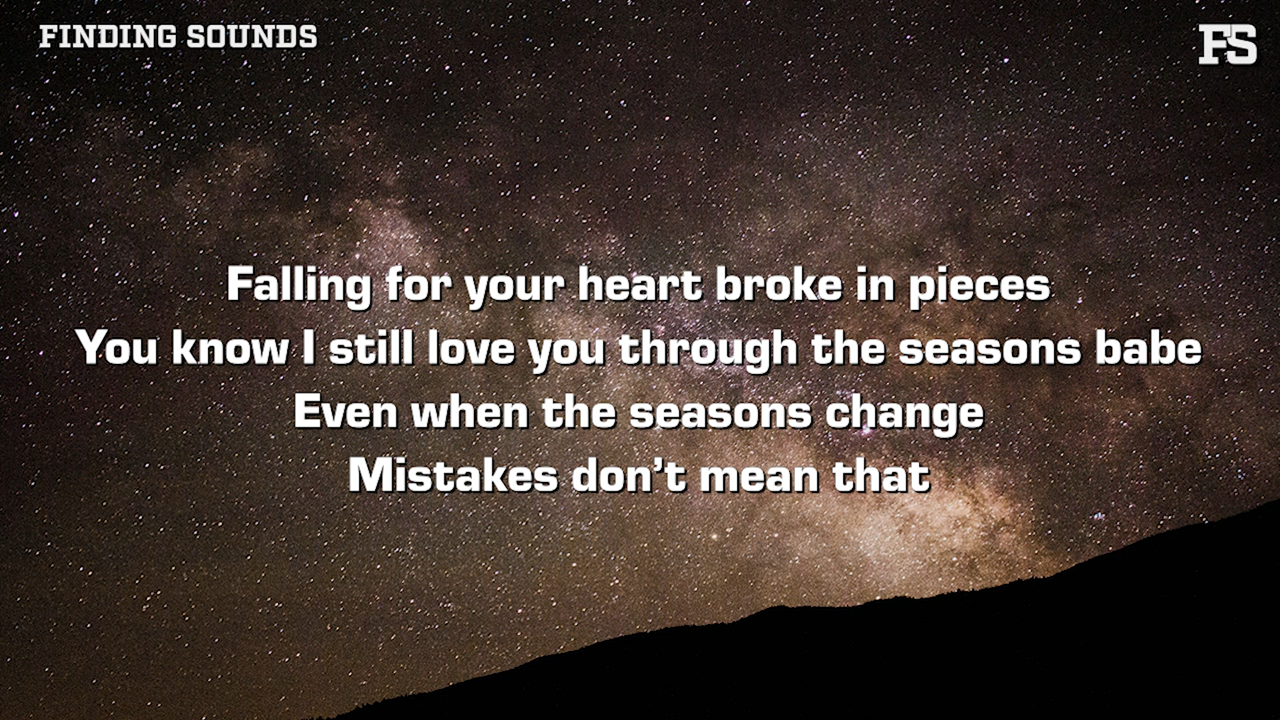 FINDING SOUNDS
FS
Falling for your heart broke in pieces
You know I still love you through the seasons babe
Even when the seasons change
Mistakes don’t mean that